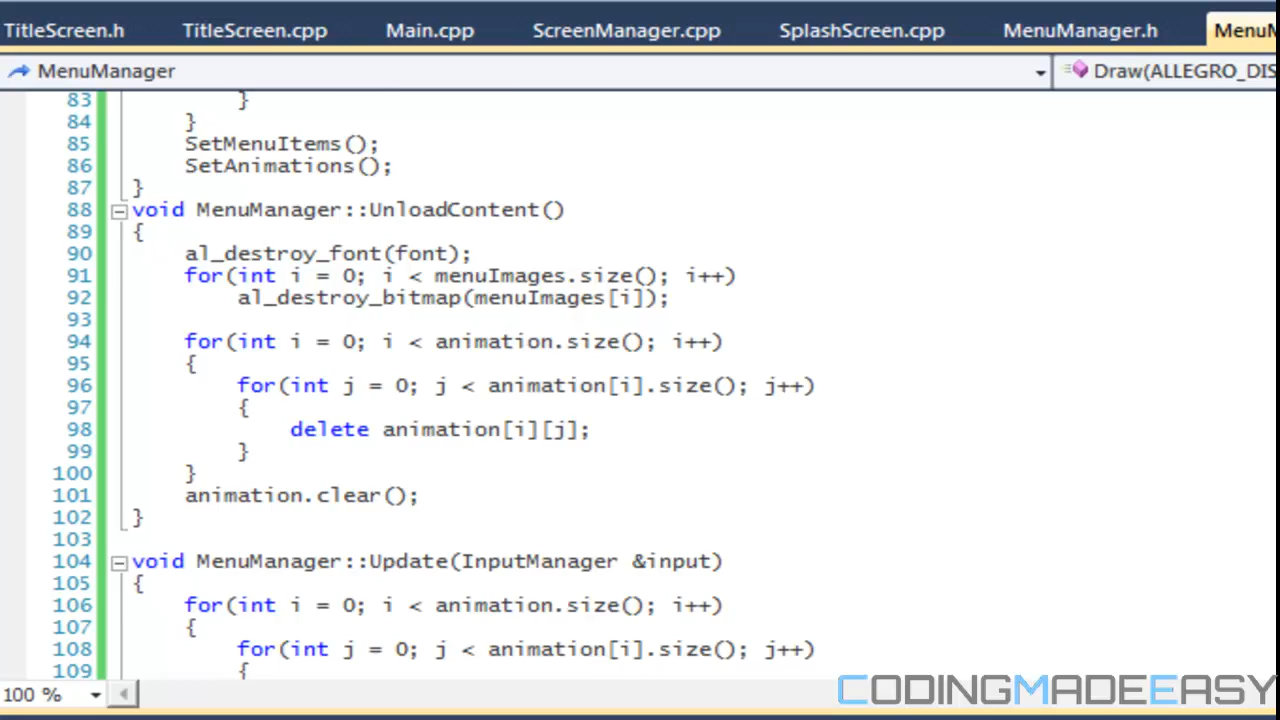 TitleScreen.h TitleScreen.cpp Main.cpp ScreenManager.cpp SplashScreen.cpp MenuManager.h MenuM
MenuManager Draw(ALLEGRO_DIS
83 }
84 }
85 SetMenuItems();
86 SetAnimations();
87 }
88 void MenuManager::UnloadContent()
89 {
90 al_destroy_font(font);
91 for(int i = 0; i < menuImages.size(); i++)
92 al_destroy_bitmap(menuImages[i]);
93
94 for(int i = 0; i < animation.size(); i++)
95 {
96 for(int j = 0; j < animation[i].size(); j++)
97 {
98 delete animation[i][j];
99 }
100 }
101 animation.clear();
102 }
103
104 void MenuManager::Update(InputManager &input)
105 {
106 for(int i = 0; i < animation.size(); i++)
107 {
108 for(int j = 0; j < animation[i].size(); j++)
109 {
100 %
CODINGMADEEASY